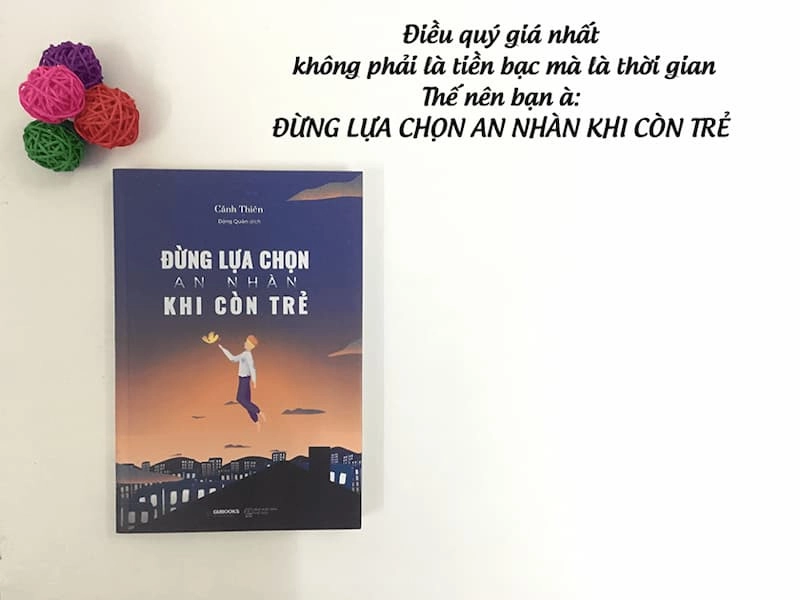 Điều quý giá nhất
không phải là tiền bạc mà là thời gian
Thế nên bạn à:
ĐỪNG LỰA CHỌN AN NHÀN KHI CÒN TRẺ
Cảnh Thiên
Đặng Quân dịch
ĐỪNG LỰA CHỌN
AN NHÀN
KHI CÒN TRẺ
GUBOOKS